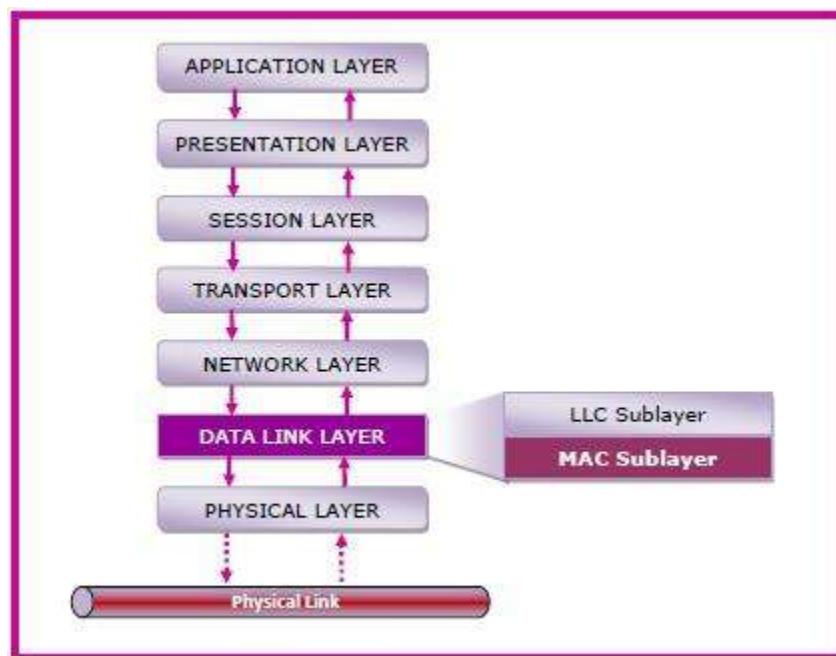 APPLICATION LAYER
PRESENTATION LAYER
SESSION LAYER
TRANSPORT LAYER
NETWORK LAYER
DATA LINK LAYER
LLC Sublayer
MAC Sublayer
PHYSICAL LAYER
Physical Link